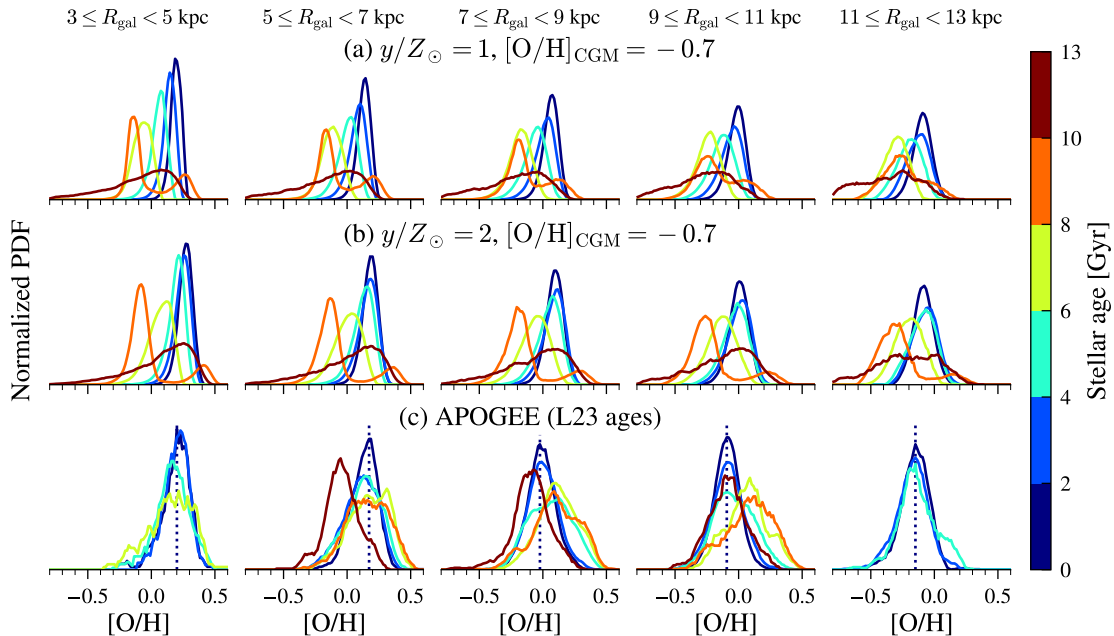 3 ≤ R_gal < 5 kpc 5 ≤ R_gal < 7 kpc 7 ≤ R_gal < 9 kpc 9 ≤ R_gal < 11 kpc 11 ≤ R_gal < 13 kpc
(a) y/Z_⊙ = 1, [O/H]_CGM = −0.7
(b) y/Z_⊙ = 2, [O/H]_CGM = −0.7
(c) APOGEE (L23 ages)
Normalized PDF
−0.5 0.0 0.5 −0.5 0.0 0.5 −0.5 0.0 0.5 −0.5 0.0 0.5 −0.5 0.0 0.5
[O/H] [O/H] [O/H] [O/H] [O/H]
13
10
8
6
4
2
0
Stellar age [Gyr]